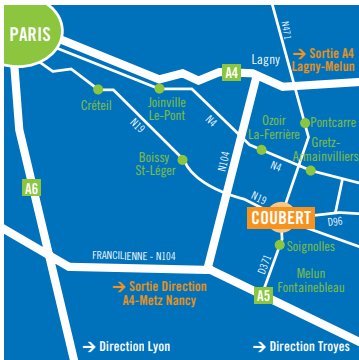 PARIS
N471
Lagny
→ Sortie A4
Lagny-Melun
A4
Créteil
Joinville
Le-Pont
N19
N4
Ozoir
La-Ferrière
Pontcarre
Gretz-
Armainvilliers
Boissy
St-Léger
N104
N4
A6
N19
COUBERT
D96
Soignolles
FRANCILIENNE - N104
D371
Melun
Fontainebleau
→ Sortie Direction
A4-Metz Nancy
A5
→ Direction Lyon
→ Direction Troyes